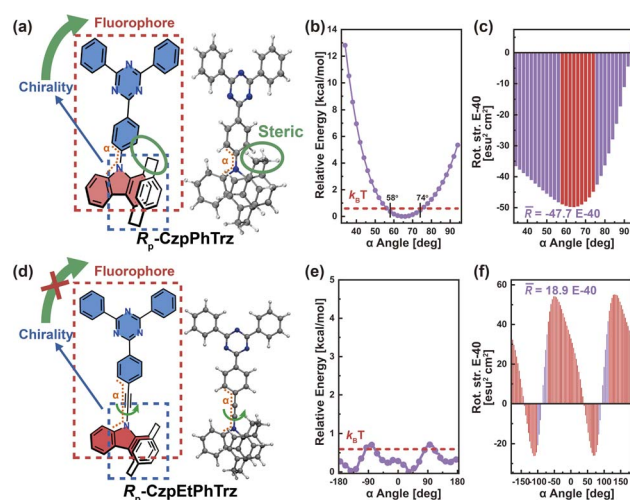 (a)
Fluorophore
Chirality
N
N
N
α
N
Steric
Rp-CzpPhTrz
(b)
Relative Energy [kcal/mol]
14
12
10
8
6
4
2
0
kBT
58°
74°
40 50 60 70 80 90
α Angle [deg]
(c)
Rot. str. E-40
[esu² cm²]
0
-10
-20
-30
-40
-50
R̅ = -47.7 E-40
40 50 60 70 80 90
α Angle [deg]
(d)
Fluorophore
Chirality
N
N
N
α
N
Rp-CzpEtPhTrz
(e)
Relative Energy [kcal/mol]
5
4
3
2
1
0
kBT
-180 -90 0 90 180
α Angle [deg]
(f)
Rot. str. E-40
[esu² cm²]
R̅ = 18.9 E-40
40
20
0
-20
-150 -100 -50 0 50 100 150
α Angle [deg]